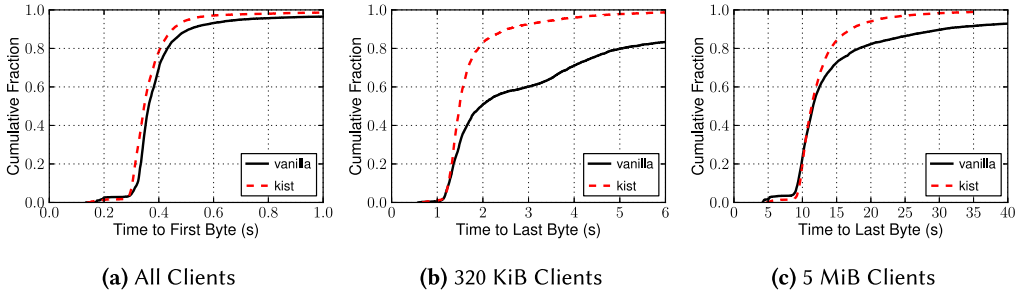 1.0
0.8
0.6
0.4
0.2
0.0
Cumulative Fraction
vanilla
kist
0.0 0.2 0.4 0.6 0.8 1.0
Time to First Byte (s)
(a) All Clients
1.0
0.8
0.6
0.4
0.2
0.0
Cumulative Fraction
vanilla
kist
0 1 2 3 4 5 6
Time to Last Byte (s)
(b) 320 KiB Clients
1.0
0.8
0.6
0.4
0.2
0.0
Cumulative Fraction
vanilla
kist
0 5 10 15 20 25 30 35 40
Time to Last Byte (s)
(c) 5 MiB Clients